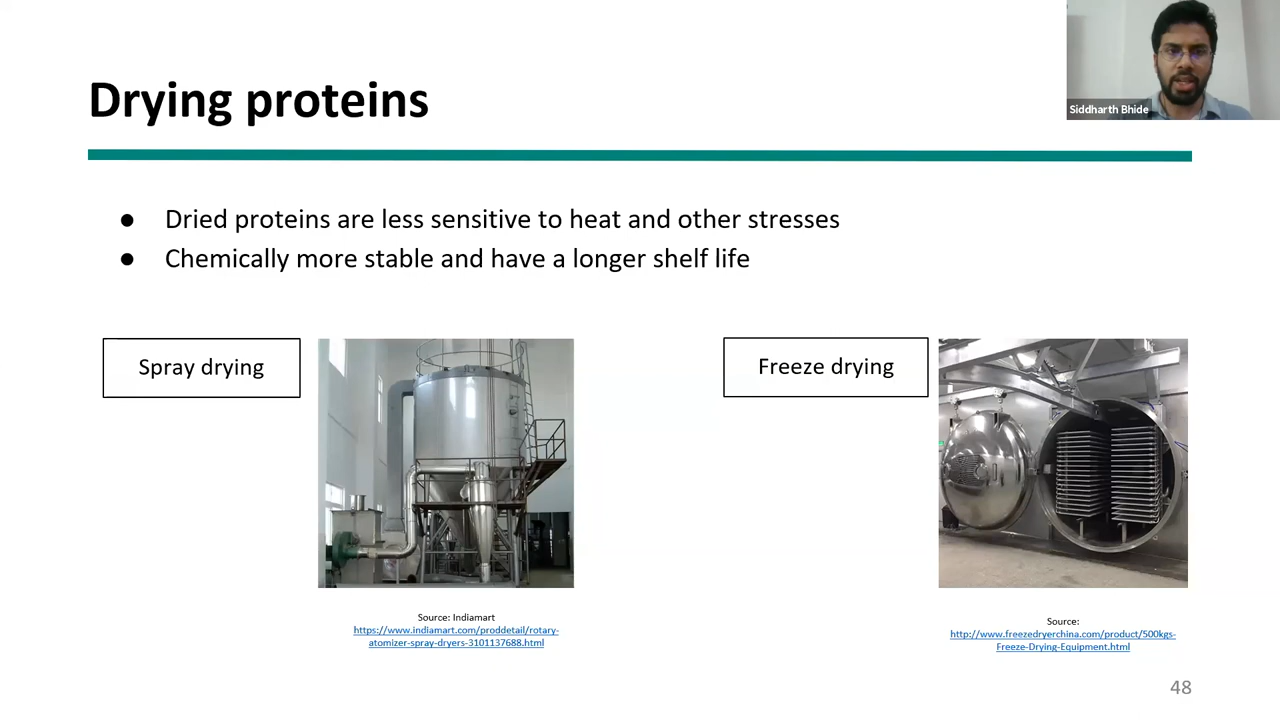 Siddharth Bhide
Drying proteins
● Dried proteins are less sensitive to heat and other stresses
● Chemically more stable and have a longer shelf life
Spray drying
Freeze drying
Source: Indiamart
https://www.indiamart.com/proddetail/rotary-
atomizer-spray-dryers-3101137688.html
Source:
http://www.freezedryerchina.com/product/500kgs-
Freeze-Drying-Equipment.html
48